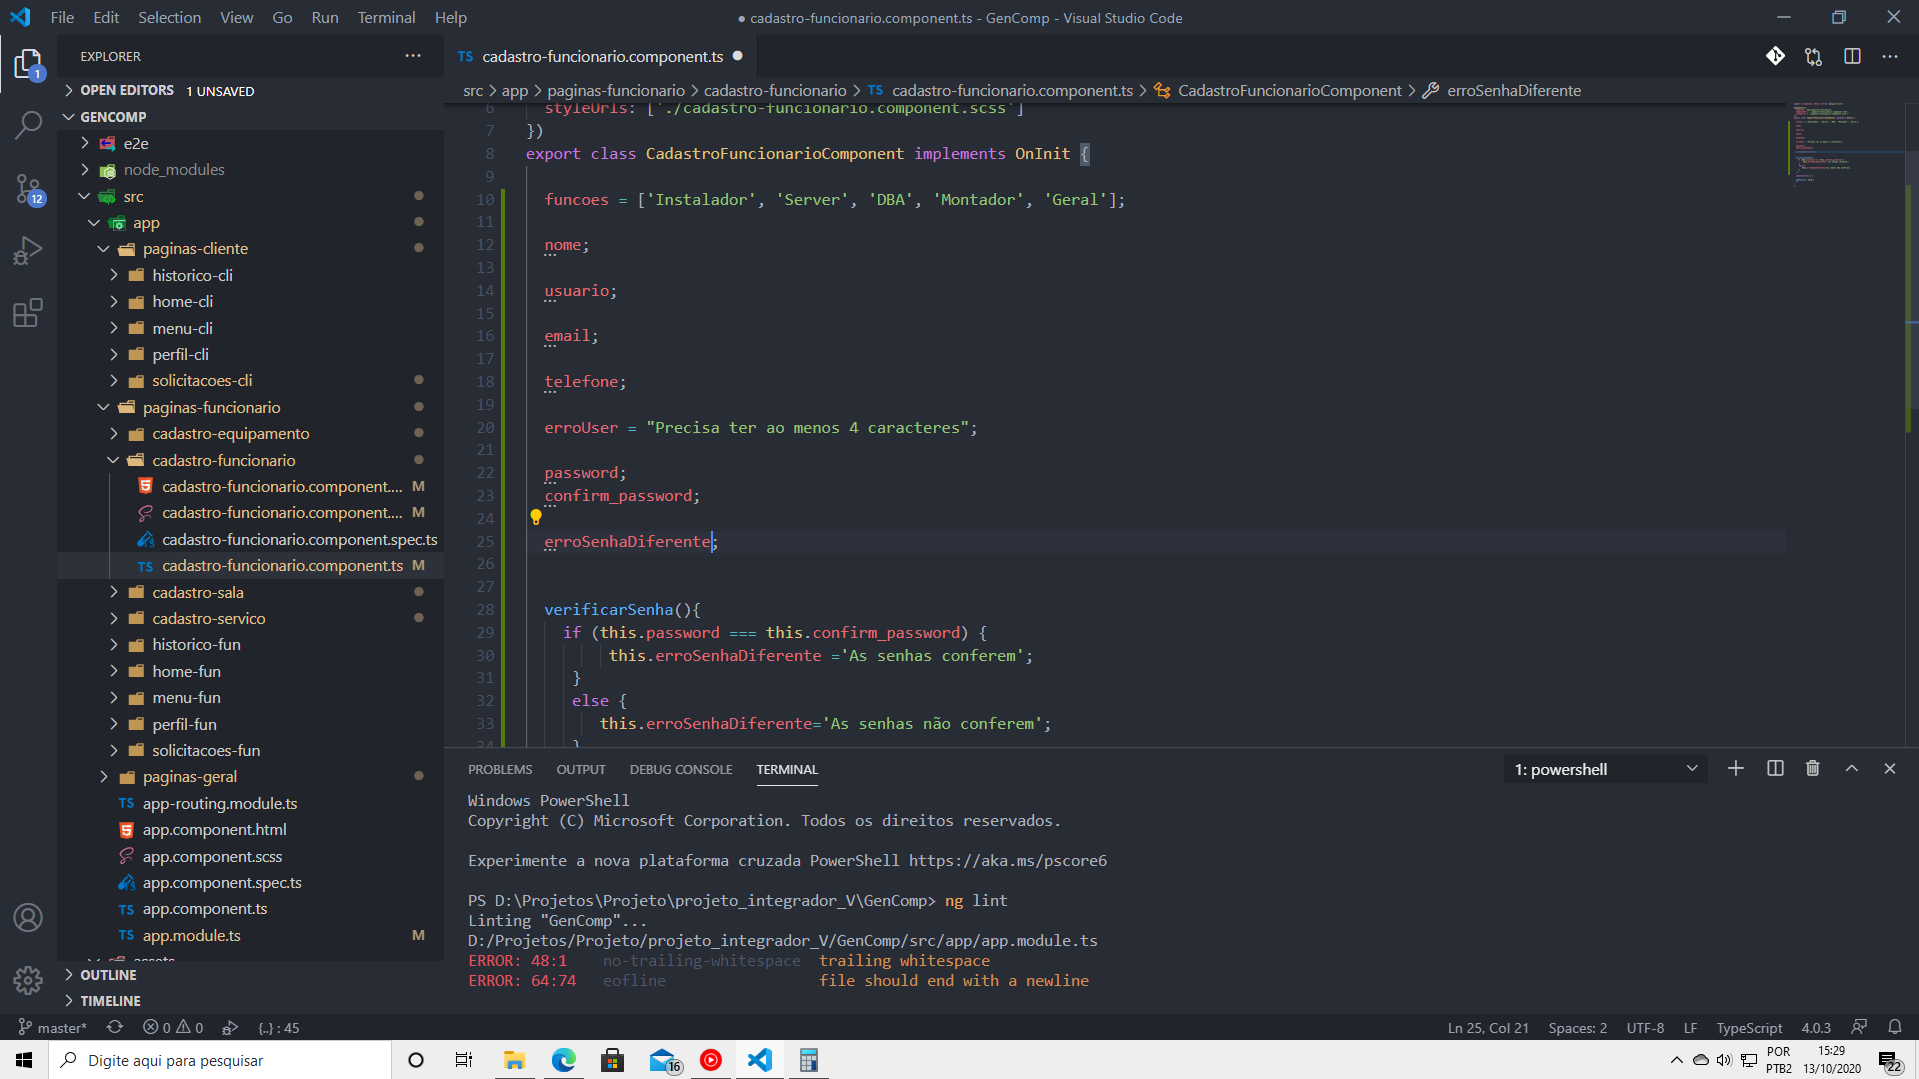 File Edit Selection View Go Run Terminal Help
● cadastro-funcionario.component.ts - GenComp - Visual Studio Code
EXPLORER
OPEN EDITORS 1 UNSAVED
GENCOMP
e2e
node_modules
src
app
paginas-cliente
historico-cli
home-cli
menu-cli
perfil-cli
solicitacoes-cli
paginas-funcionario
cadastro-equipamento
cadastro-funcionario
cadastro-funcionario.component.... M
cadastro-funcionario.component.... M
cadastro-funcionario.component.spec.ts
TS cadastro-funcionario.component.ts M
cadastro-sala
cadastro-servico
historico-fun
home-fun
menu-fun
perfil-fun
solicitacoes-fun
paginas-geral
TS app-routing.module.ts
app.component.html
app.component.scss
app.component.spec.ts
TS app.component.ts
TS app.module.ts M
assets
OUTLINE
TIMELINE
1
12
TS cadastro-funcionario.component.ts
src > app > paginas-funcionario > cadastro-funcionario > TS cadastro-funcionario.component.ts > CadastroFuncionarioComponent > erroSenhaDiferente
6 styleUrls: ['./cadastro-funcionario.component.scss']
7 })
8 export class CadastroFuncionarioComponent implements OnInit {
9
10 funcoes = ['Instalador', 'Server', 'DBA', 'Montador', 'Geral'];
11
12 nome;
13
14 usuario;
15
16 email;
17
18 telefone;
19
20 erroUser = "Precisa ter ao menos 4 caracteres";
21
22 password;
23 confirm_password;
24
25 erroSenhaDiferente;
26
27
28 verificarSenha(){
29 if (this.password === this.confirm_password) {
30 this.erroSenhaDiferente ='As senhas conferem';
31 }
32 else {
33 this.erroSenhaDiferente='As senhas não conferem';
34 }
PROBLEMS OUTPUT DEBUG CONSOLE TERMINAL
1: powershell
Windows PowerShell
Copyright (C) Microsoft Corporation. Todos os direitos reservados.
Experimente a nova plataforma cruzada PowerShell https://aka.ms/pscore6
PS D:\Projetos\Projeto\projeto_integrador_V\GenComp> ng lint
Linting "GenComp"...
D:/Projetos/Projeto/projeto_integrador_V/GenComp/src/app/app.module.ts
ERROR: 48:1 no-trailing-whitespace trailing whitespace
ERROR: 64:74 eofline file should end with a newline
master* 0 0 {..} : 45
Ln 25, Col 21 Spaces: 2 UTF-8 LF TypeScript 4.0.3
Digite aqui para pesquisar
16
POR
PTB2
15:29
13/10/2020
22